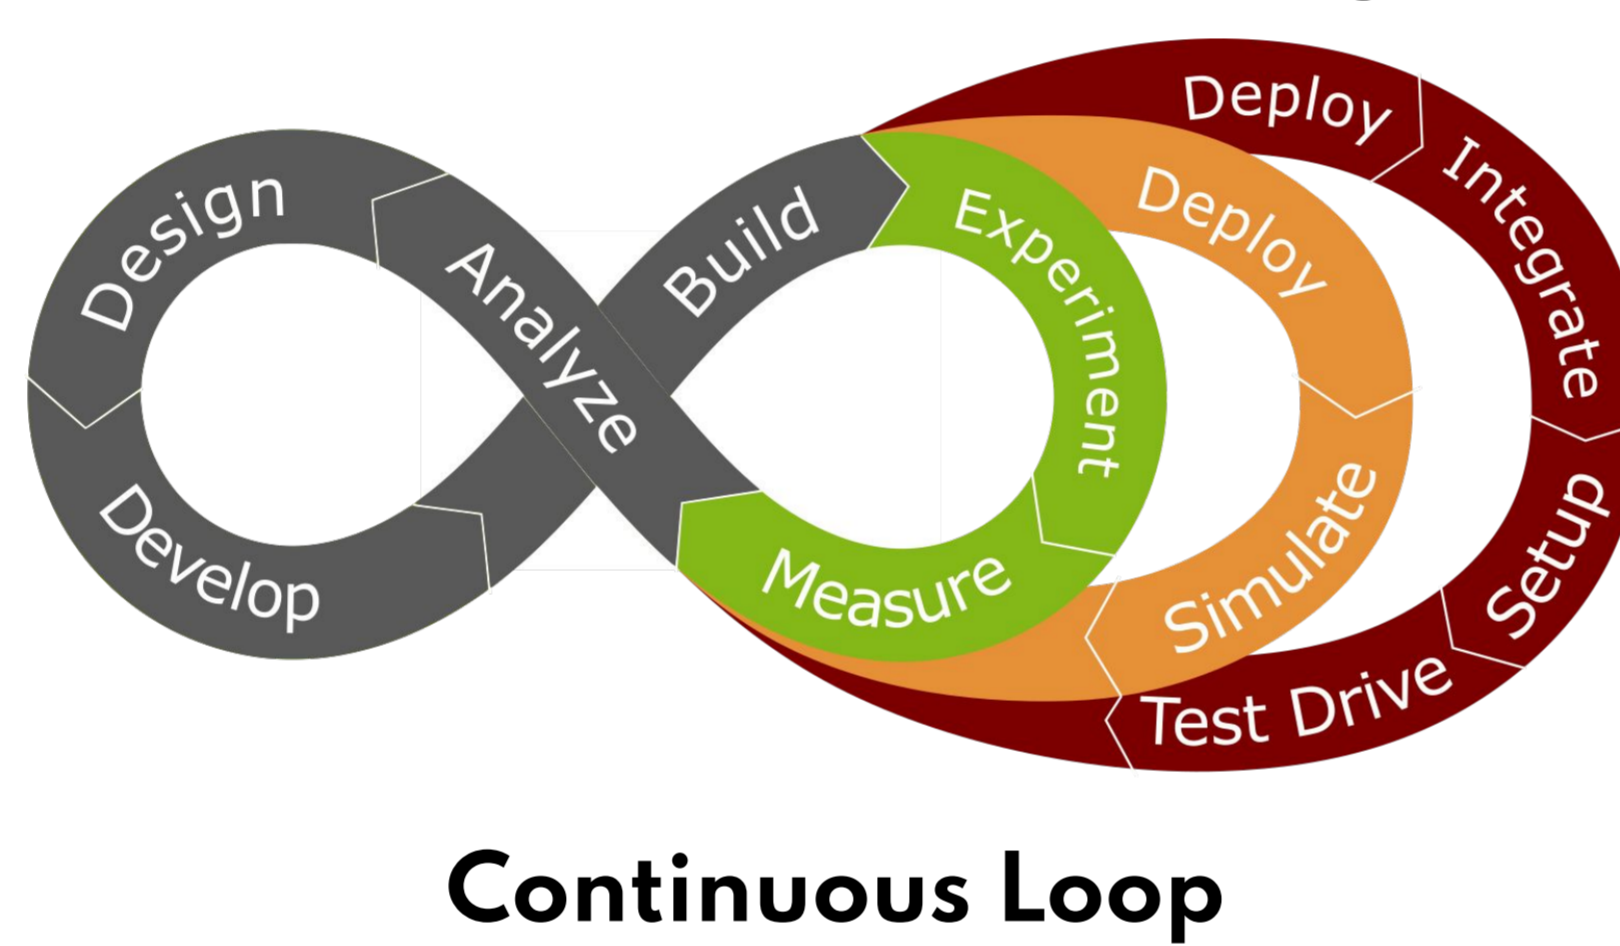 Design
Analyze
Develop
Build
Experiment
Measure
Deploy
Simulate
Deploy
Integrate
Setup
Test Drive
Continuous Loop